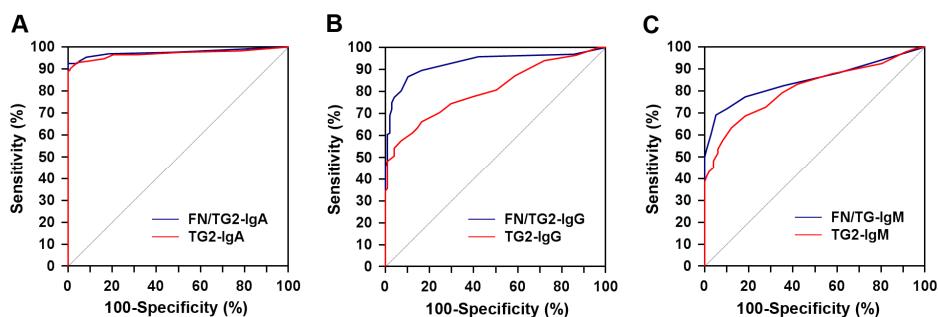 A
100
90
80
70
60
50
40
30
20
10
0
Sensitivity (%)
FN/TG2-IgA
TG2-IgA
0 20 40 60 80 100
100-Specificity (%)
B
100
90
80
70
60
50
40
30
20
10
0
Sensitivity (%)
FN/TG2-IgG
TG2-IgG
0 20 40 60 80 100
100-Specificity (%)
C
100
90
80
70
60
50
40
30
20
10
0
Sensitivity (%)
FN/TG-IgM
TG2-IgM
0 20 40 60 80 100
100-Specificity (%)